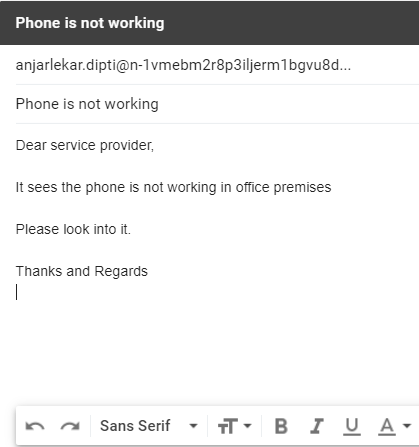 Phone is not working
anjarlekar.dipti@n-1vmebm2r8p3iljerm1bgvu8d...
Phone is not working
Dear service provider,
It sees the phone is not working in office premises
Please look into it.
Thanks and Regards
Sans Serif
B I U A